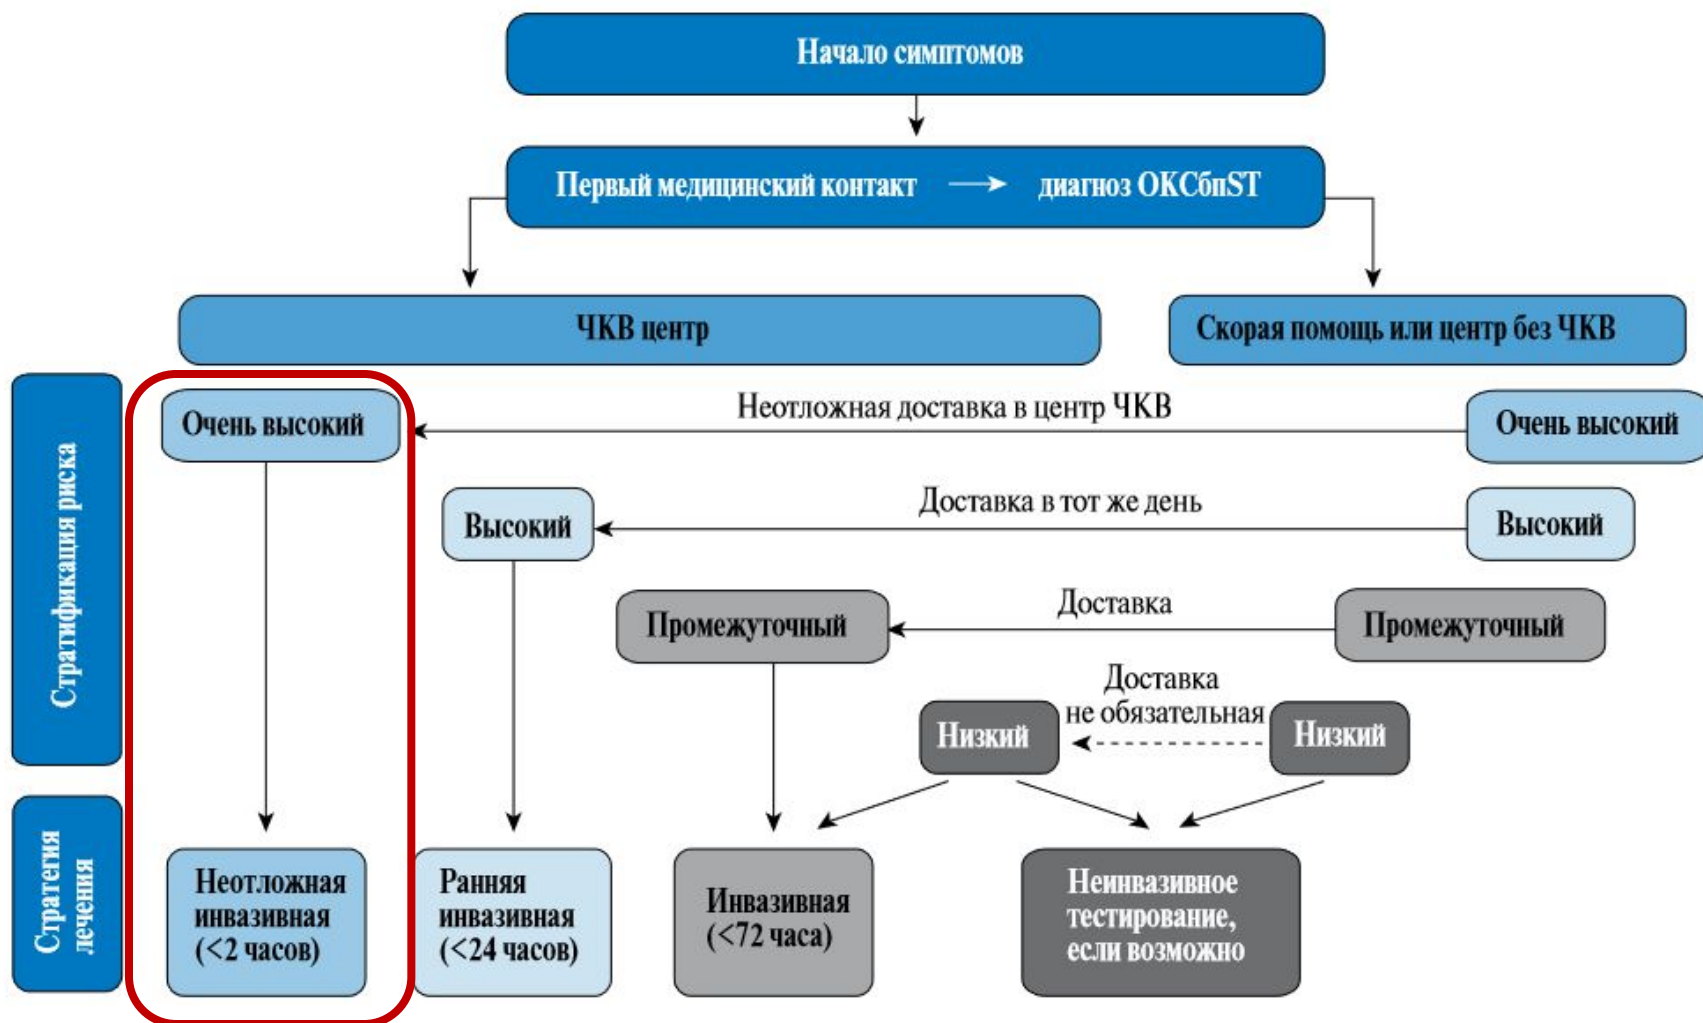 Начало симптомов
Первый медицинский контакт → диагноз ОКСбпST
ЧКВ центр
Скорая помощь или центр без ЧКВ
Стратификация риска
Очень высокий
Неотложная доставка в центр ЧКВ
Очень высокий
Высокий
Доставка в тот же день
Высокий
Промежуточный
Доставка
Промежуточный
Низкий
Доставка
не обязательная
Низкий
Стратегия
лечения
Неотложная
инвазивная
(<2 часов)
Ранняя
инвазивная
(<24 часов)
Инвазивная
(<72 часа)
Неинвазивное
тестирование,
если возможно